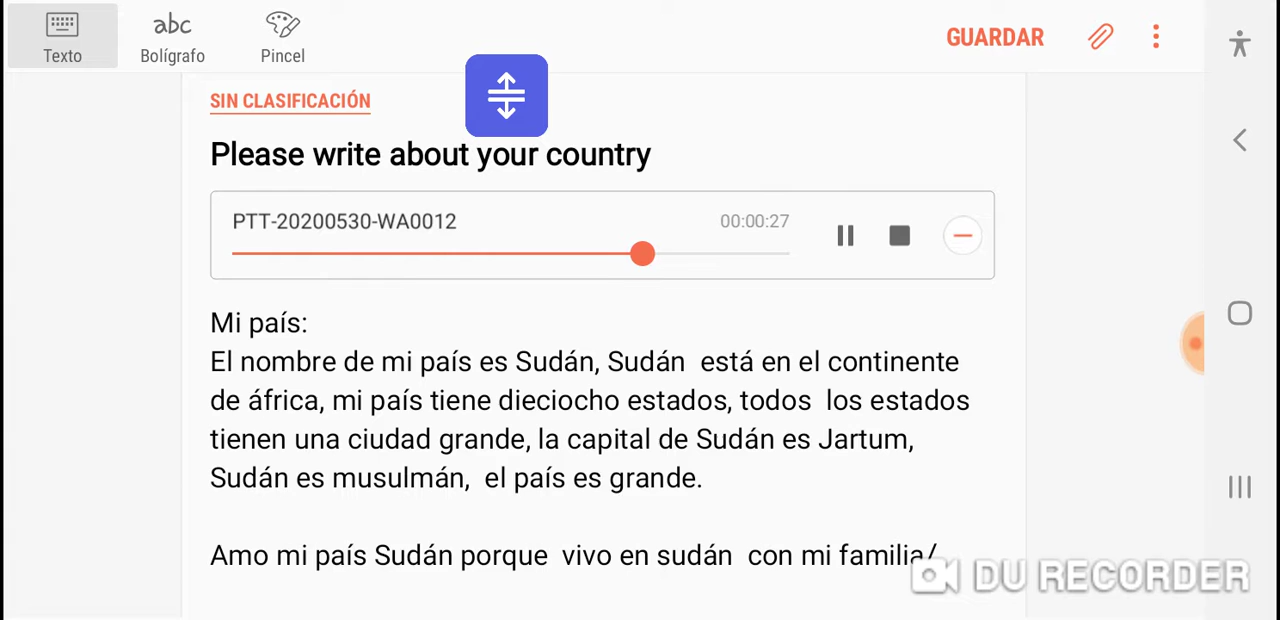 Texto
abc
Bolígrafo
Pincel
GUARDAR
SIN CLASIFICACIÓN
Please write about your country
PTT-20200530-WA0012
00:00:27
Mi país:
El nombre de mi país es Sudán, Sudán  está en el continente
de áfrica, mi país tiene dieciocho estados, todos  los estados
tienen una ciudad grande, la capital de Sudán es Jartum,
Sudán es musulmán,  el país es grande.
Amo mi país Sudán porque  vivo en sudán  con mi familia/
DU RECORDER